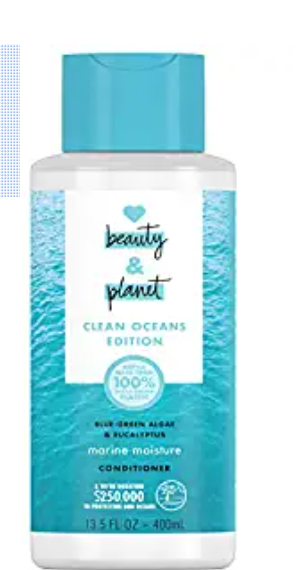 beauty
&
planet
CLEAN OCEANS
EDITION
100%
PLASTIC
BLUE-GREEN ALGAE
& EUCALYPTUS
marine moisture
CONDITIONER
$250,000
13.5 FL OZ - 400mL